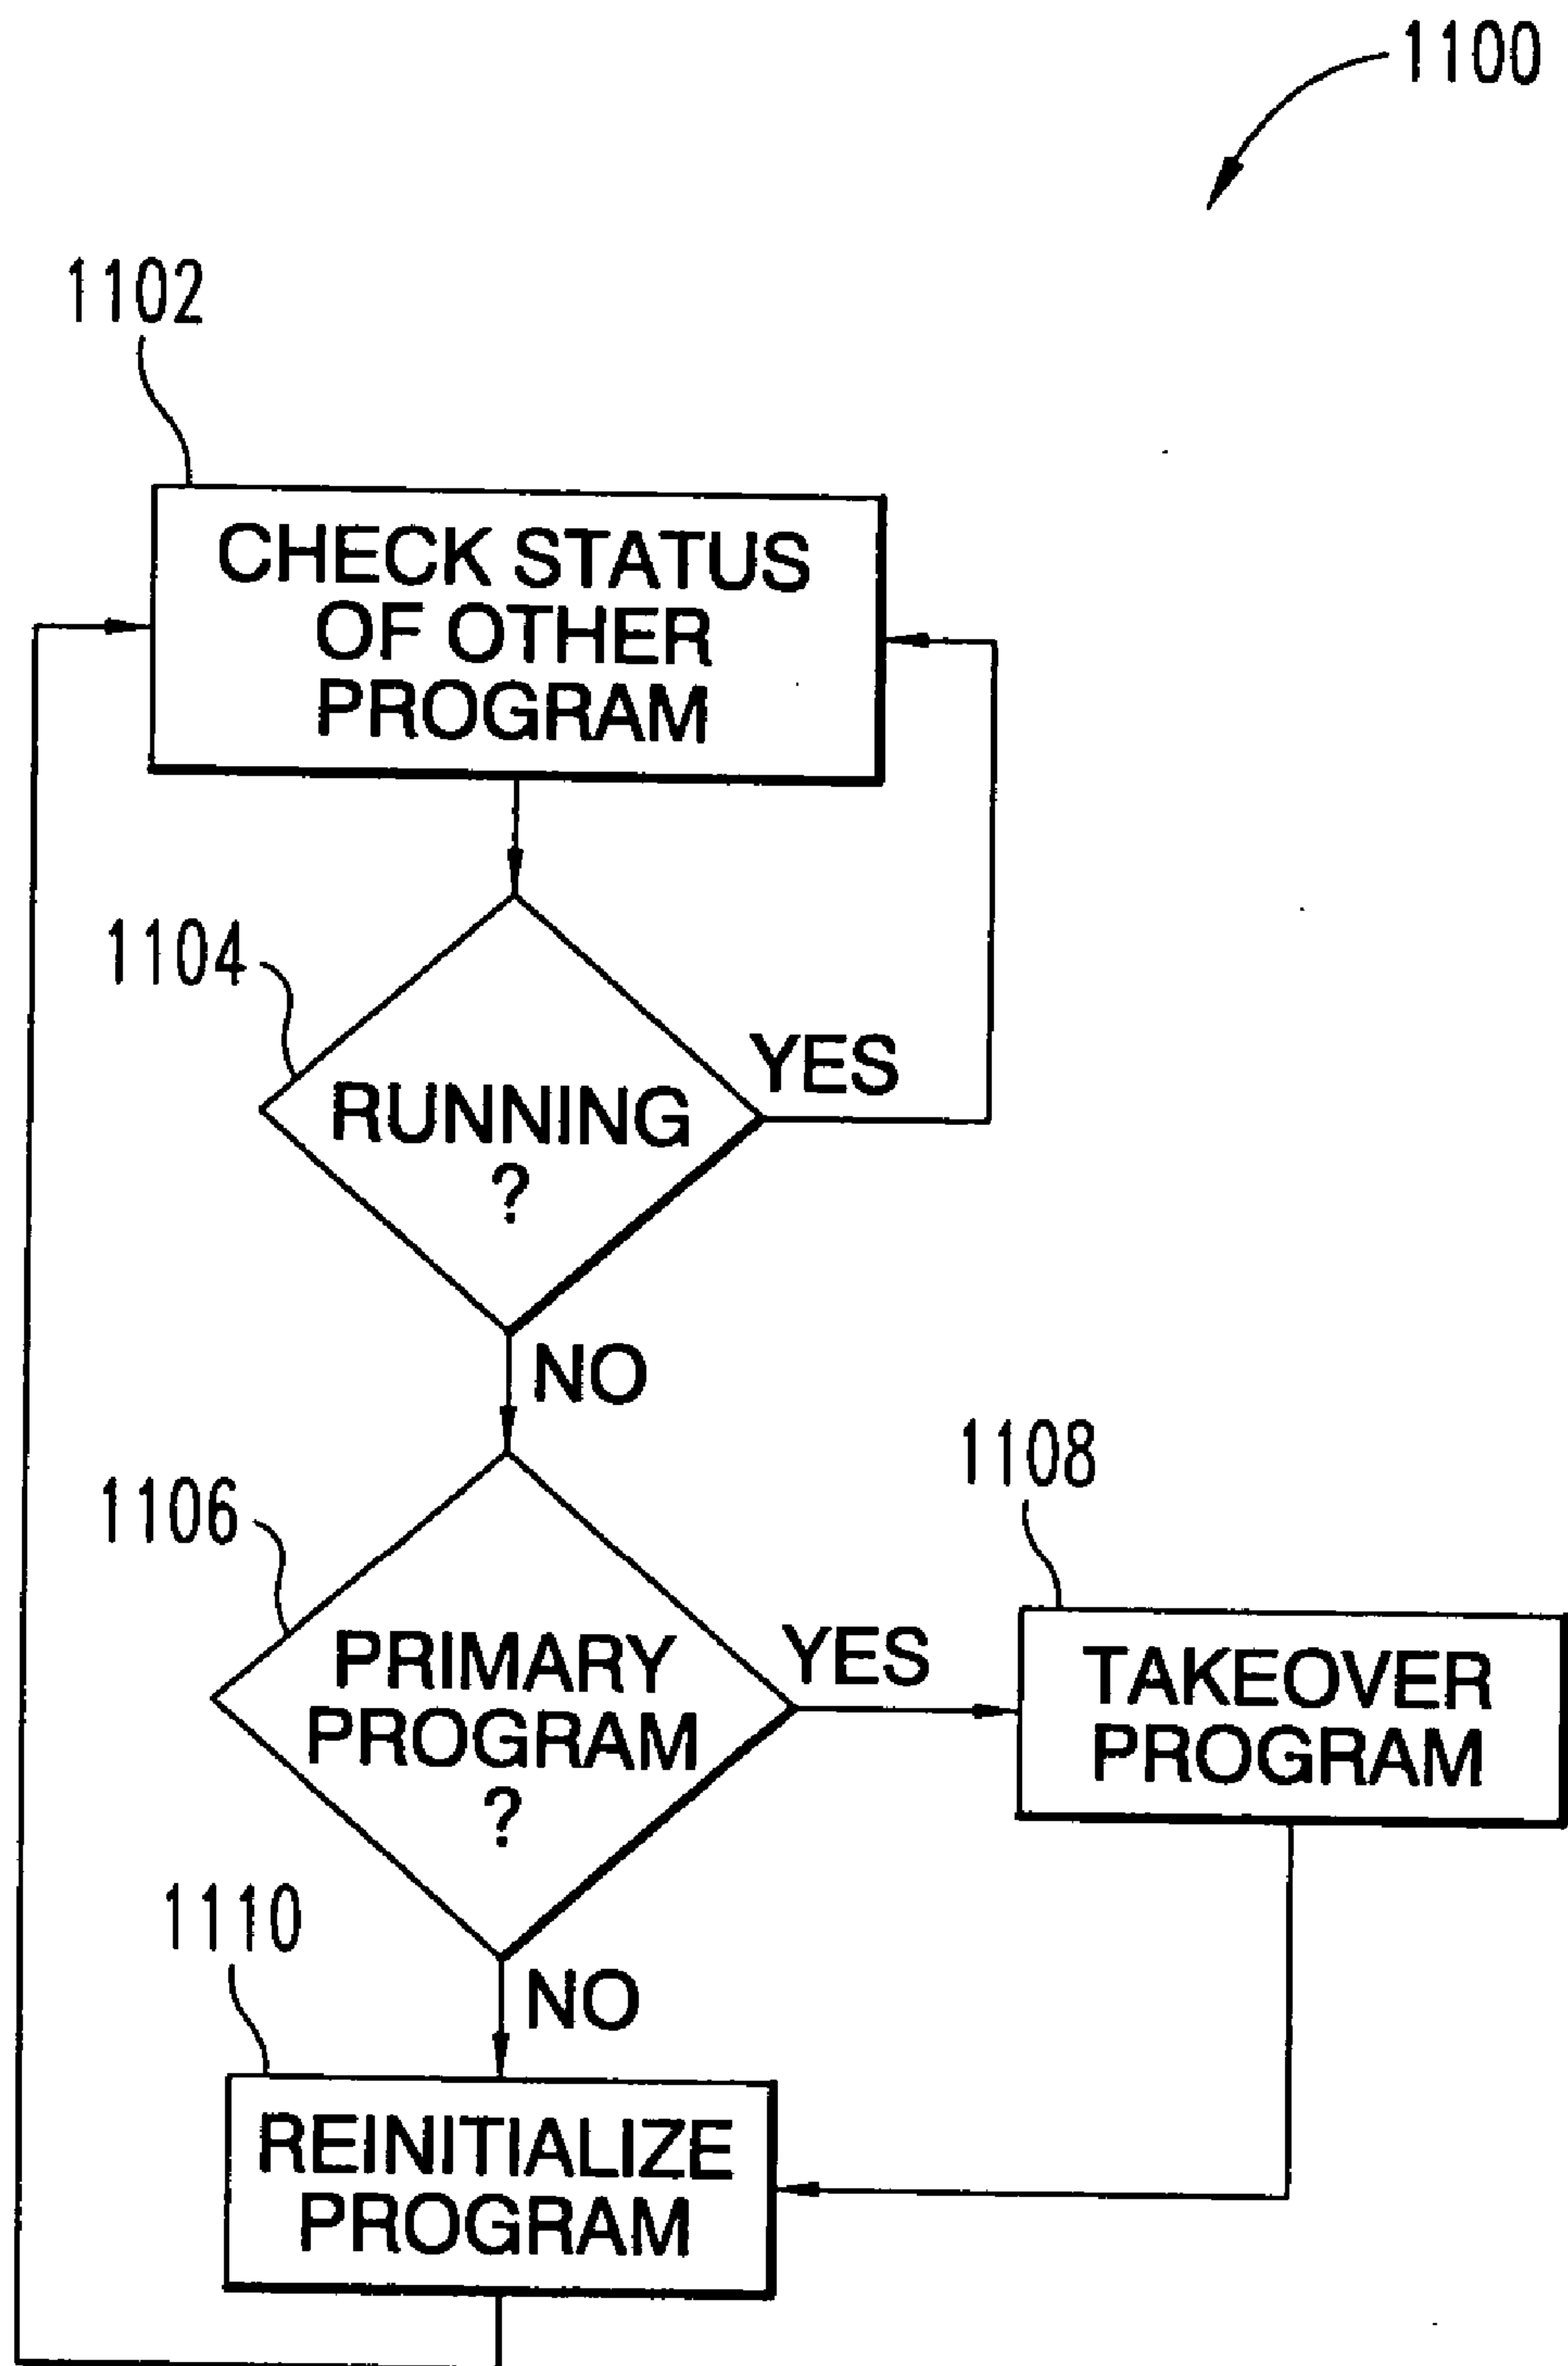 1100
1102
CHECK STATUS
OF OTHER
PROGRAM
1104
YES
RUNNING
?
NO
1106
1108
PRIMARY
PROGRAM
?
YES
TAKEOVER
PROGRAM
1110
NO
REINITIALIZE
PROGRAM